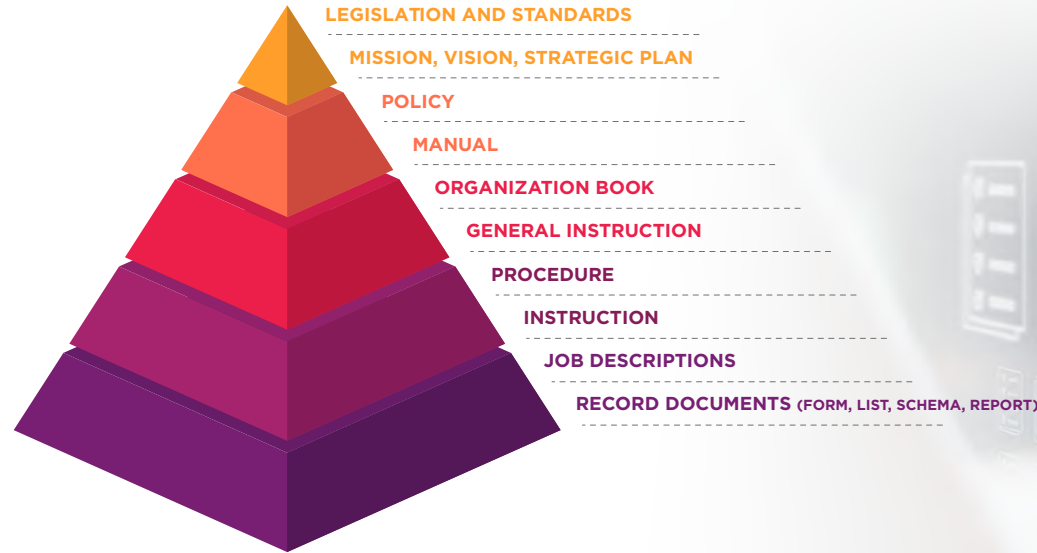 LEGISLATION AND STANDARDS
MISSION, VISION, STRATEGIC PLAN
POLICY
MANUAL
ORGANIZATION BOOK
GENERAL INSTRUCTION
PROCEDURE
INSTRUCTION
JOB DESCRIPTIONS
RECORD DOCUMENTS (FORM, LIST, SCHEMA, REPORT)